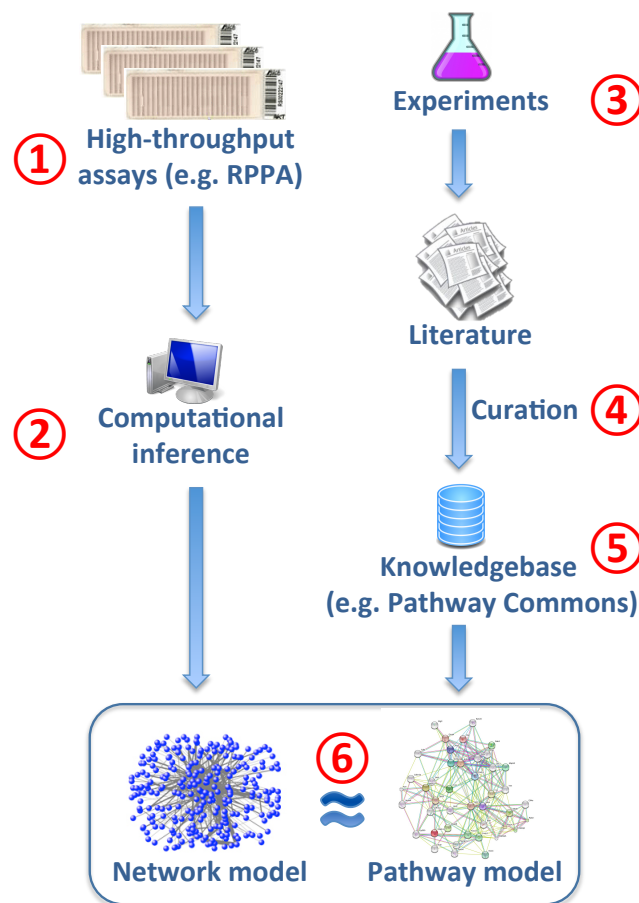 High-throughput
assays (e.g. RPPA)
1
Computational
inference
2
Experiments
3
Articles
Literature
Curation
4
Knowledgebase
(e.g. Pathway Commons)
5
6
Network model
Pathway model